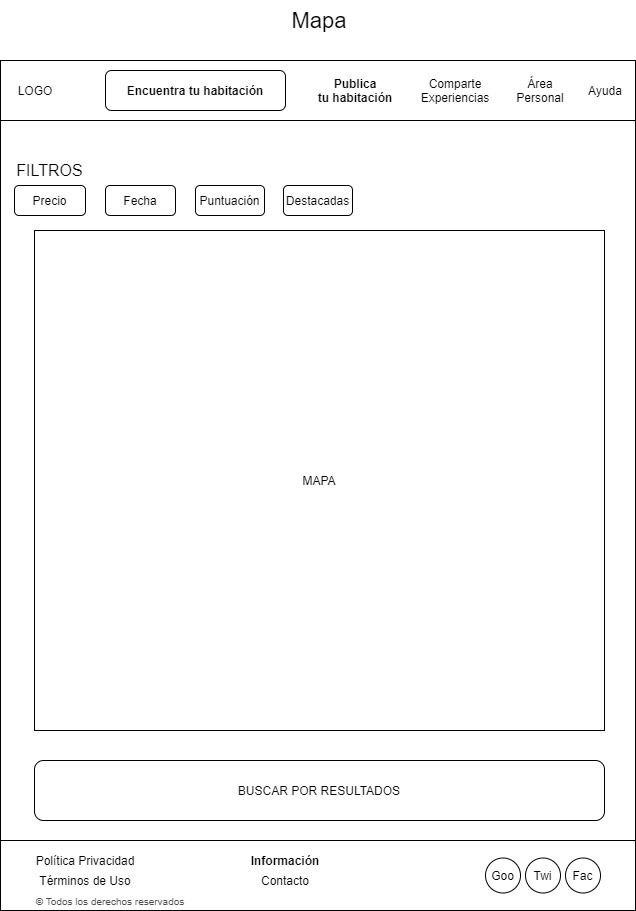 Mapa
LOGO
Encuentra tu habitación
Publica
tu habitación
Comparte
Experiencias
Área
Personal
Ayuda
FILTROS
Precio
Fecha
Puntuación
Destacadas
MAPA
BUSCAR POR RESULTADOS
Política Privacidad
Términos de Uso
© Todos los derechos reservados
Información
Contacto
Goo
Twi
Fac